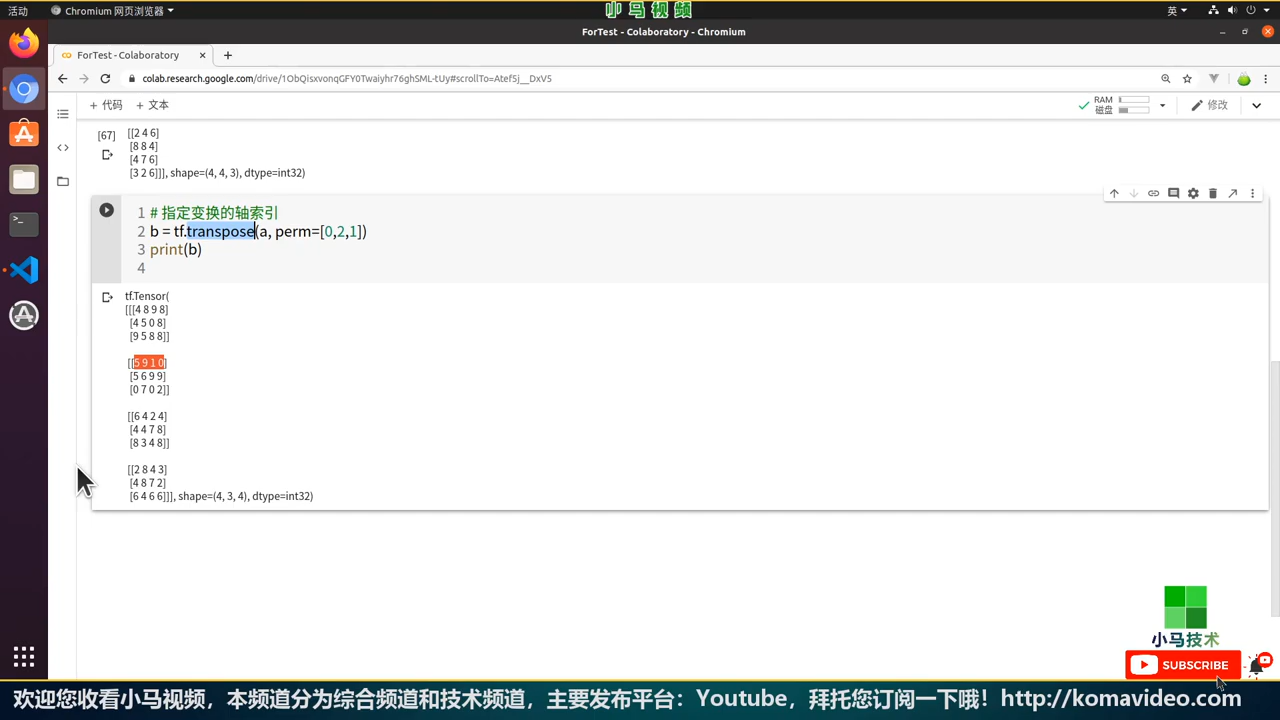 活动
Chromium 网页浏览器
小马视频
英
ForTest - Colaboratory - Chromium
ForTest - Colaboratory
colab.research.google.com/drive/1ObQisxvonqGFY0Twaiyhr76ghSML-tUy#scrollTo=Atef5j__DxV5
+ 代码 + 文本
RAM
磁盘
修改
[67]
[[2 4 6]
[8 8 4]
[4 7 6]
[3 2 6]]], shape=(4, 4, 3), dtype=int32)
1 # 指定变换的轴索引
2 b = tf.transpose(a, perm=[0,2,1])
3 print(b)
4
tf.Tensor(
[[[4 8 9 8]
[4 5 0 8]
[9 5 8 8]]
[[5 9 1 0]
[5 6 9 9]
[0 7 0 2]]
[[6 4 2 4]
[4 4 7 8]
[8 3 4 8]]
[[2 8 4 3]
[4 8 7 2]
[6 4 6 6]]], shape=(4, 3, 4), dtype=int32)
小马技术
SUBSCRIBE
欢迎您收看小马视频，本频道分为综合频道和技术频道，主要发布平台：Youtube，拜托您订阅一下哦！http://komavideo.com